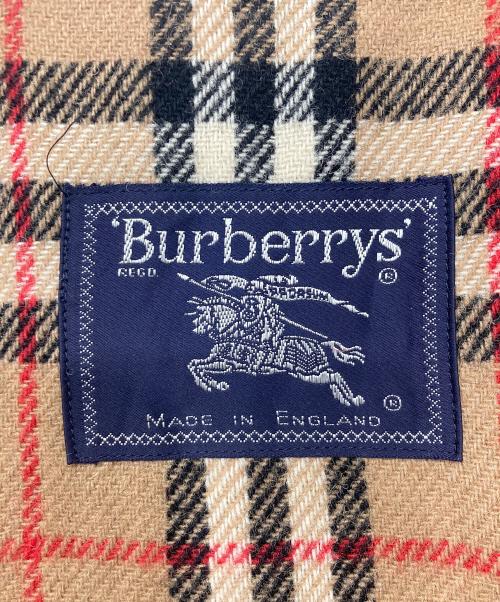 'Burberrys'
REGD. ®
PRORSUM
®
MADE IN ENGLAND